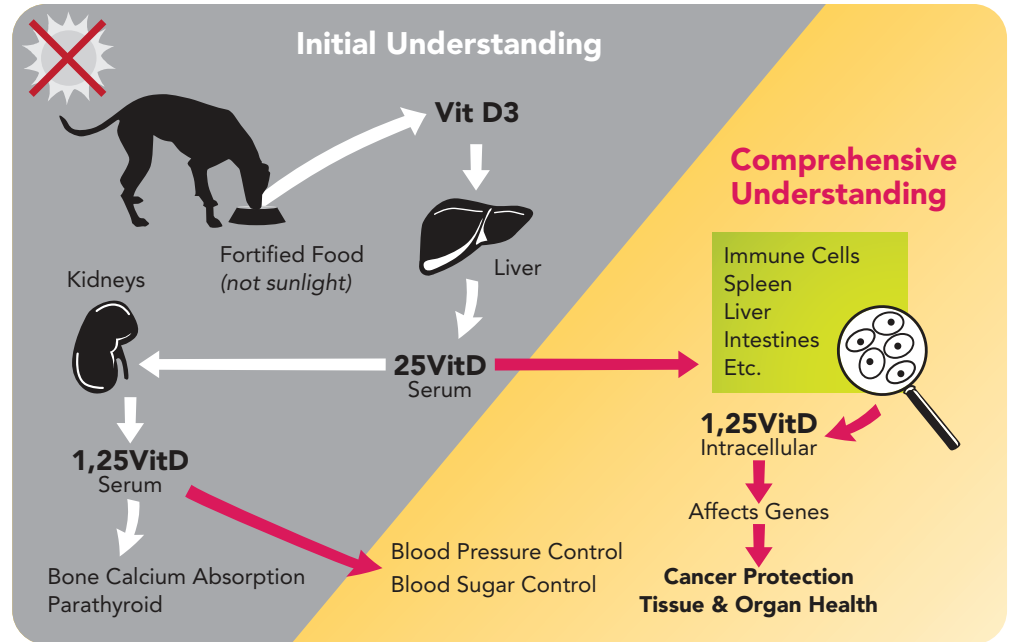 Initial Understanding
Vit D3
Fortified Food
(not sunlight)
Liver
Kidneys
25VitD
Serum
1,25VitD
Serum
Bone Calcium Absorption
Parathyroid
Blood Pressure Control
Blood Sugar Control
Comprehensive
Understanding
Immune Cells
Spleen
Liver
Intestines
Etc.
1,25VitD
Intracellular
Affects Genes
Cancer Protection
Tissue & Organ Health